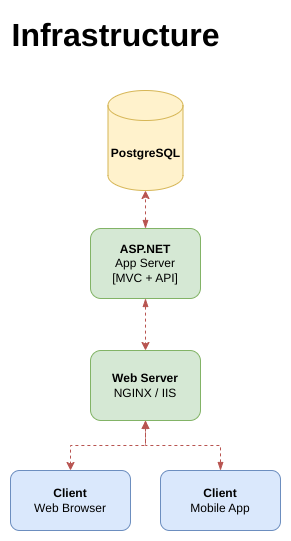 Infrastructure
PostgreSQL
ASP.NET
App Server
[MVC + API]
Web Server
NGINX / IIS
Client
Web Browser
Client
Mobile App